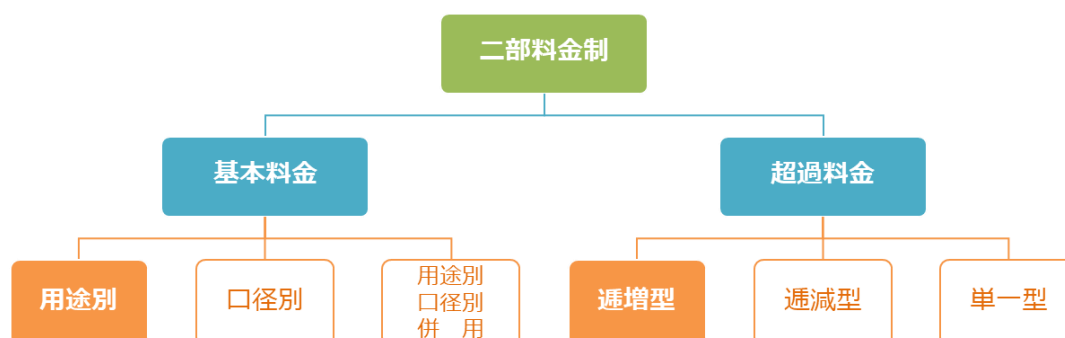 二部料金制
基本料金
超過料金
用途別
口径別
用途別
口径別
併　用
逓増型
逓減型
単一型